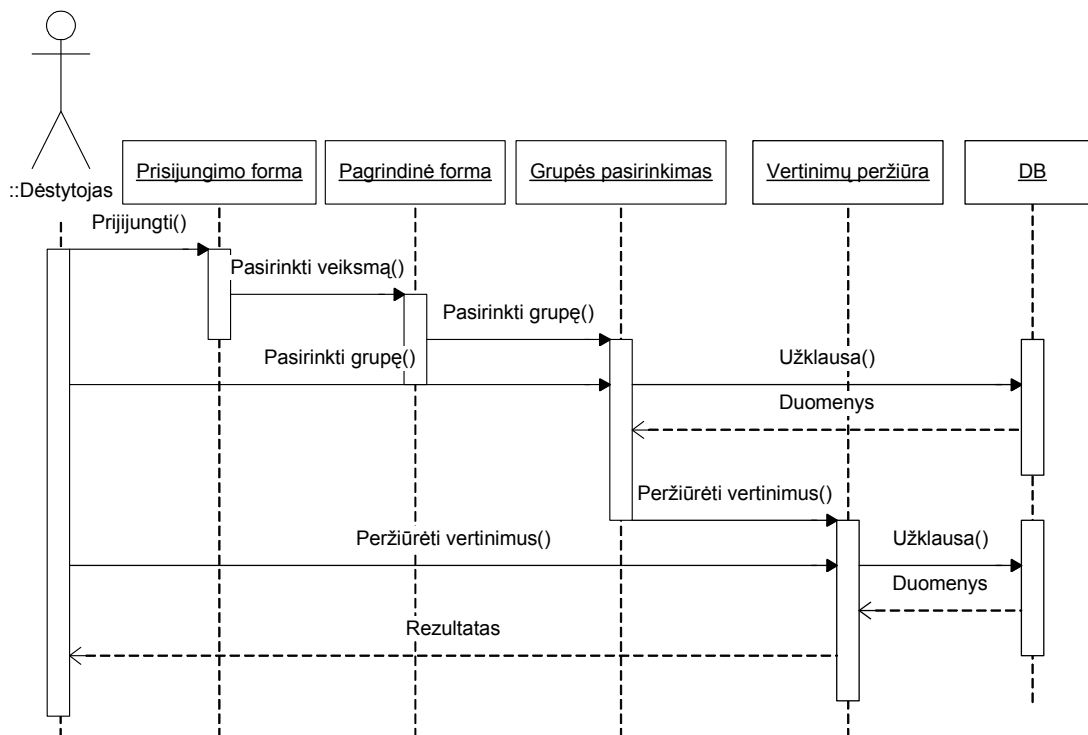 ::Dėstytojas
Prisijungimo forma
Pagrindinė forma
Grupės pasirinkimas
Vertinimų peržiūra
DB
Prijijungti()
Pasirinkti veiksmą()
Pasirinkti grupę()
Pasirinkti grupę()
Užklausa()
Duomenys
Peržiūrėti vertinimus()
Peržiūrėti vertinimus()
Užklausa()
Duomenys
Rezultatas